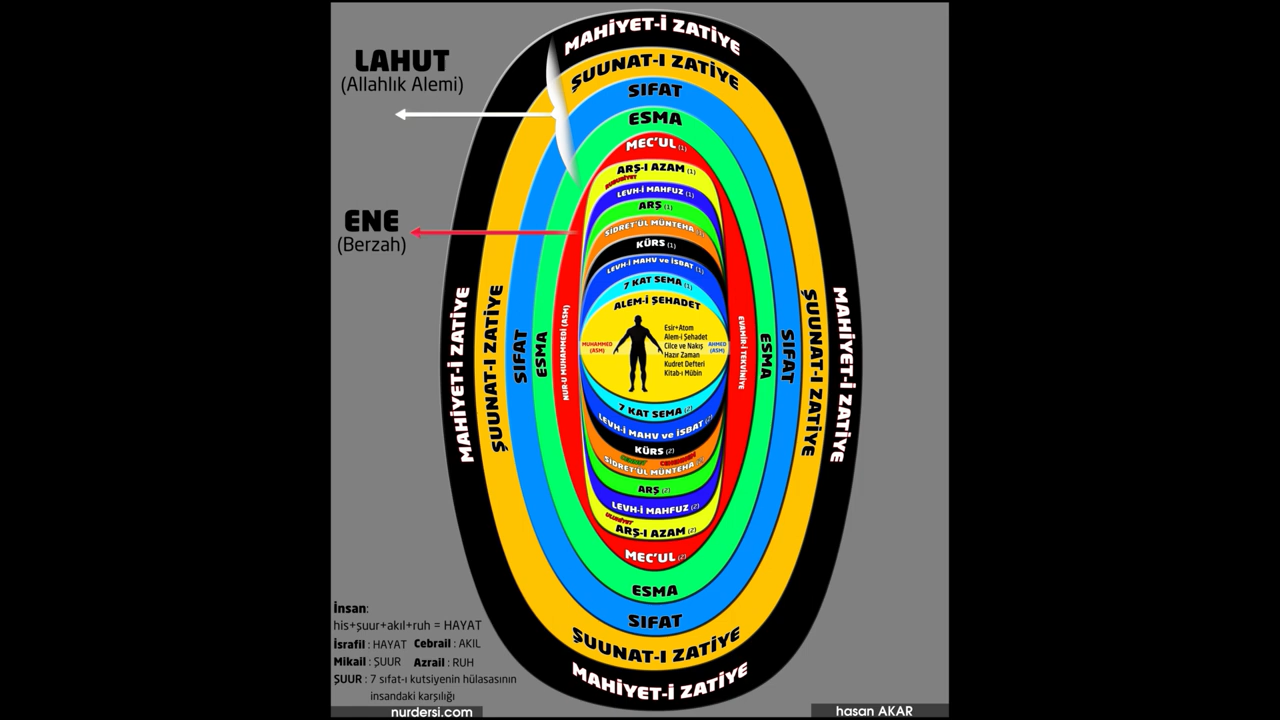 MAHİYET-İ ZATİYE
LAHUT
(Allahlık Alemi)
ŞUUNAT-I ZATİYE
SIFAT
ESMA
MEC'UL (1)
ARŞ-I AZAM (1)
LEVH-İ MAHFUZ (1)
ARŞ (1)
ENE
(Berzah)
SİDRET'ÜL MÜNTEHA (1)
KÜRS (1)
LEVH-İ MAHV ve İSBAT (1)
7 KAT SEMA (1)
ALEM-İ ŞEHADET
MAHİYET-İ ZATİYE
ŞUUNAT-I ZATİYE
SIFAT
ESMA
NUR-U MUHAMMEDİ (ASM)
MUHAMMED
(ASM)
Esir+Atom
Alem-i Şehadet
Cilce ve Nakış
Hazır Zaman
Kudret Defteri
Kitab-ı Mübin
AHMED
(ASM)
EVAMİR-İ TEKVİNİYE
ESMA
SIFAT
ŞUUNAT-I ZATİYE
MAHİYET-İ ZATİYE
7 KAT SEMA (2)
LEVH-İ MAHV ve İSBAT (2)
KÜRS (2)
CENNET CEHENNEM
SİDRET'ÜL MÜNTEHA (2)
ARŞ (2)
LEVH-İ MAHFUZ (2)
ARŞ-I AZAM (2)
MEC'UL (2)
ESMA
SIFAT
ŞUUNAT-I ZATİYE
MAHİYET-İ ZATİYE
İnsan:
his+şuur+akıl+ruh = HAYAT
İsrafil : HAYAT Cebrail : AKIL
Mikail : ŞUUR Azrail : RUH
ŞUUR : 7 sıfat-ı kutsiyenin hülasasının
insandaki karşılığı
nurdersi.com
hasan AKAR